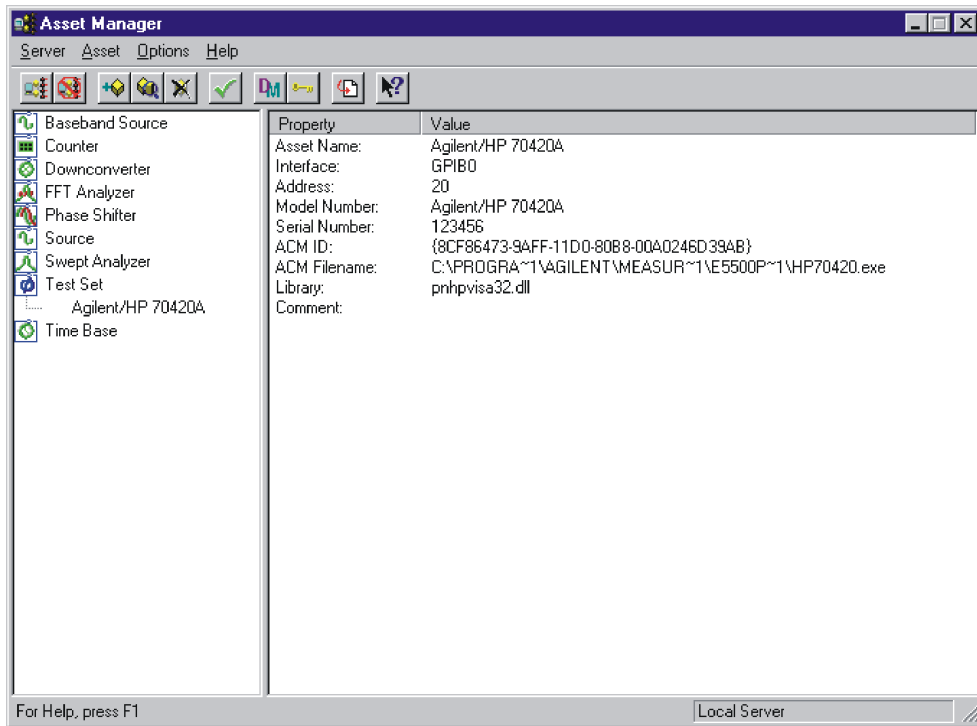 Asset Manager
Server Asset Options Help
DM
Baseband Source
Counter
Downconverter
FFT Analyzer
Phase Shifter
Source
Swept Analyzer
Test Set
Agilent/HP 70420A
Time Base
Property Value
Asset Name: Agilent/HP 70420A
Interface: GPIB0
Address: 20
Model Number: Agilent/HP 70420A
Serial Number: 123456
ACM ID: {8CF86473-9AFF-11D0-80B8-00A0246D39AB}
ACM Filename: C:\PROGRA~1\AGILENT\MEASUR~1\E5500P~1\HP70420.exe
Library: pnhpvisa32.dll
Comment:
For Help, press F1
Local Server